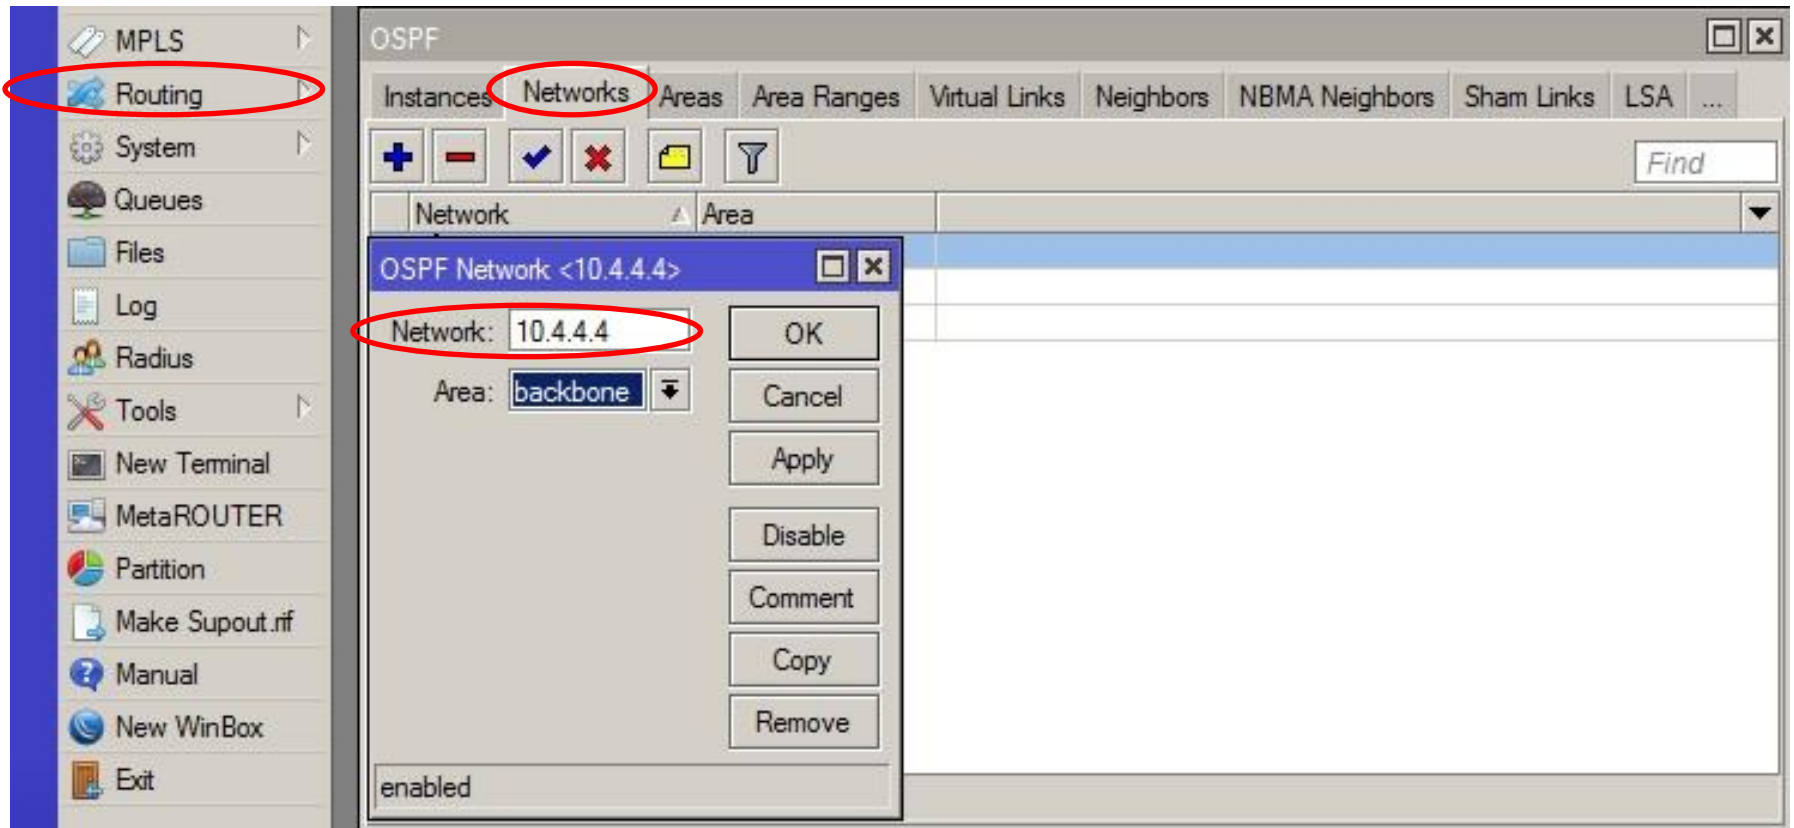 MPLS
Routing
System
Queues
Files
Log
Radius
Tools
New Terminal
MetaROUTER
Partition
Make Supout.rif
Manual
New WinBox
Exit
OSPF
Instances Networks Areas Area Ranges Virtual Links Neighbors NBMA Neighbors Sham Links LSA ...
Find
Network Area
OSPF Network <10.4.4.4>
Network: 10.4.4.4
Area: backbone
OK
Cancel
Apply
Disable
Comment
Copy
Remove
enabled